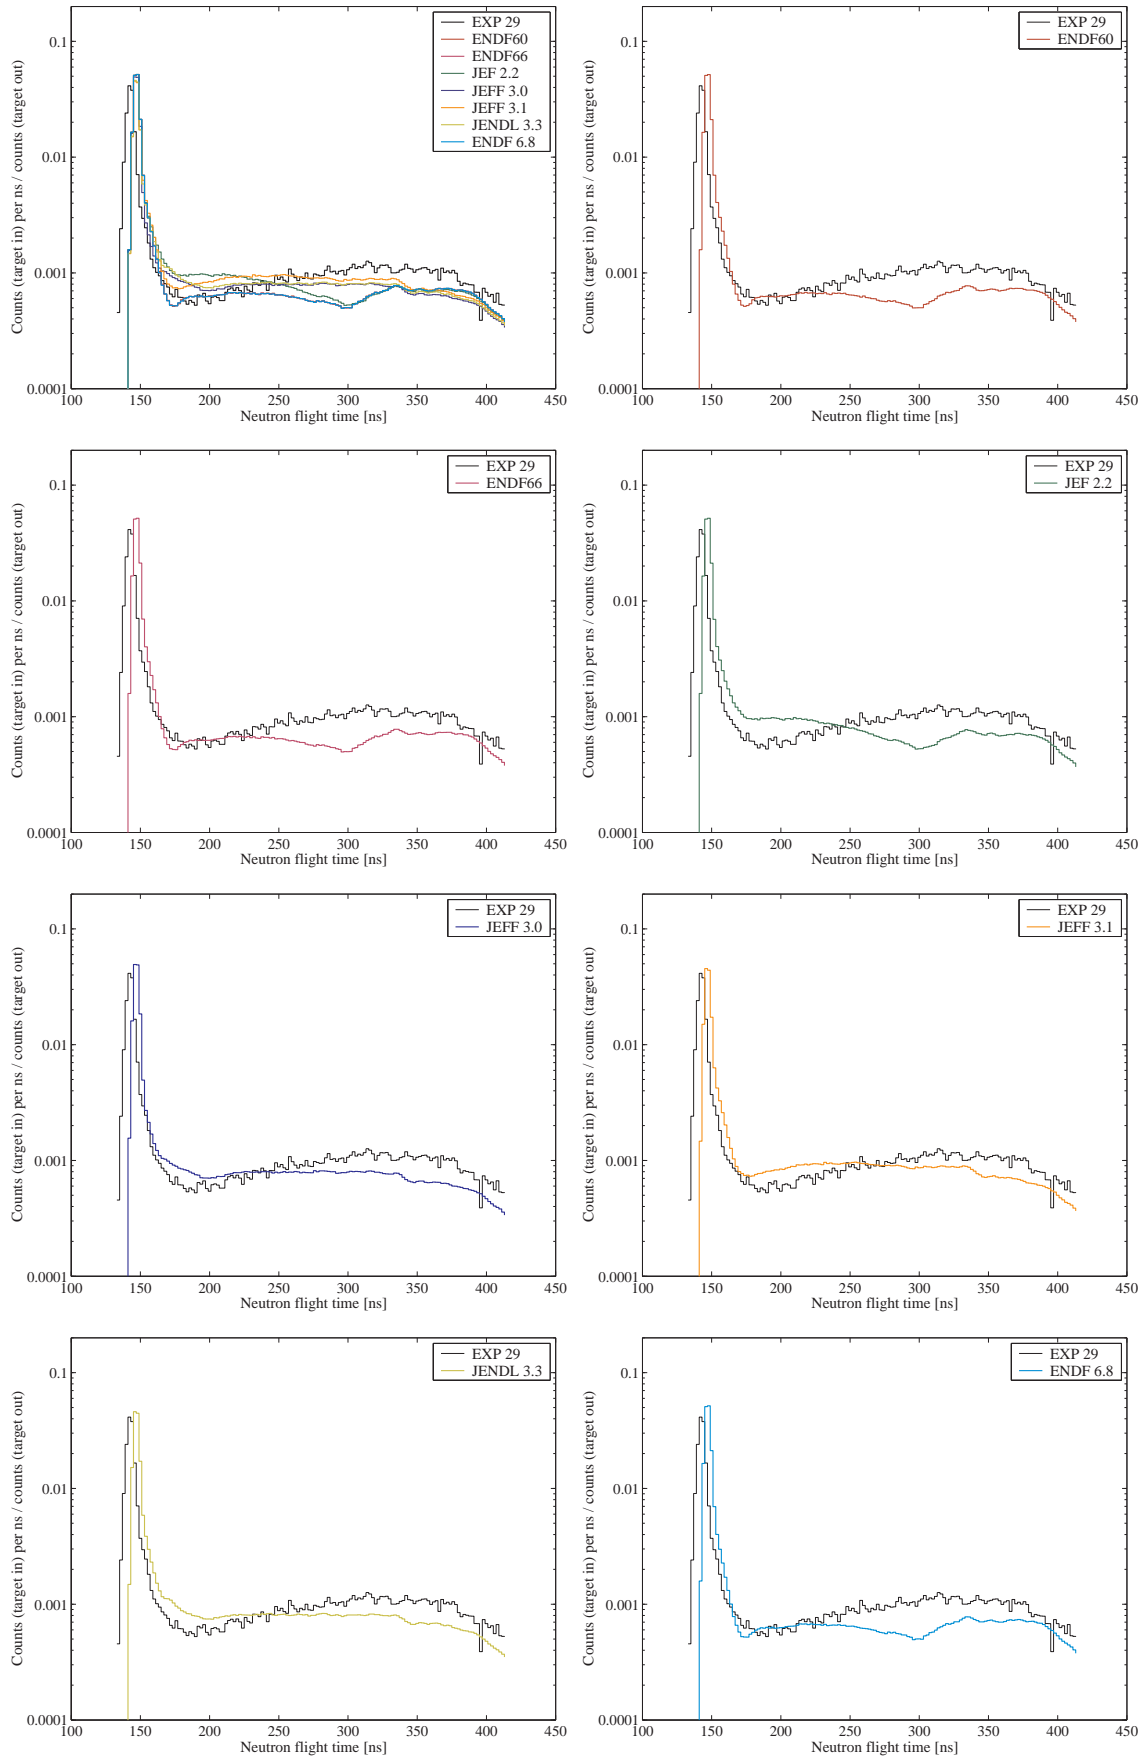 EXP 29
ENDF60
ENDF66
JEF 2.2
JEFF 3.0
JEFF 3.1
JENDL 3.3
ENDF 6.8
0.1
0.01
0.001
0.0001
100 150 200 250 300 350 400 450
Neutron flight time [ns]
Counts (target in) per ns / counts (target out)
EXP 29
ENDF60
0.1
0.01
0.001
0.0001
100 150 200 250 300 350 400 450
Neutron flight time [ns]
Counts (target in) per ns / counts (target out)
EXP 29
ENDF66
0.1
0.01
0.001
0.0001
100 150 200 250 300 350 400 450
Neutron flight time [ns]
Counts (target in) per ns / counts (target out)
EXP 29
JEF 2.2
0.1
0.01
0.001
0.0001
100 150 200 250 300 350 400 450
Neutron flight time [ns]
Counts (target in) per ns / counts (target out)
EXP 29
JEFF 3.0
0.1
0.01
0.001
0.0001
100 150 200 250 300 350 400 450
Neutron flight time [ns]
Counts (target in) per ns / counts (target out)
EXP 29
JEFF 3.1
0.1
0.01
0.001
0.0001
100 150 200 250 300 350 400 450
Neutron flight time [ns]
Counts (target in) per ns / counts (target out)
EXP 29
JENDL 3.3
0.1
0.01
0.001
0.0001
100 150 200 250 300 350 400 450
Neutron flight time [ns]
Counts (target in) per ns / counts (target out)
EXP 29
ENDF 6.8
0.1
0.01
0.001
0.0001
100 150 200 250 300 350 400 450
Neutron flight time [ns]
Counts (target in) per ns / counts (target out)